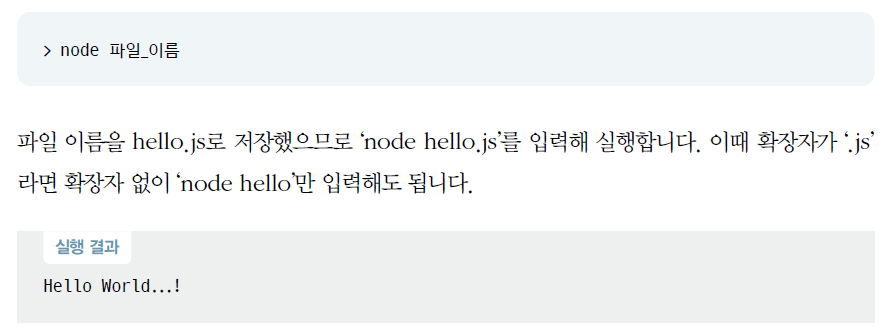 > node 파일_이름
파일 이름을 hello.js로 저장했으므로 ‘node hello.js’를 입력해 실행합니다. 이때 확장자가 ‘.js’
라면 확장자 없이 ‘node hello’만 입력해도 됩니다.
실행 결과
Hello World...!